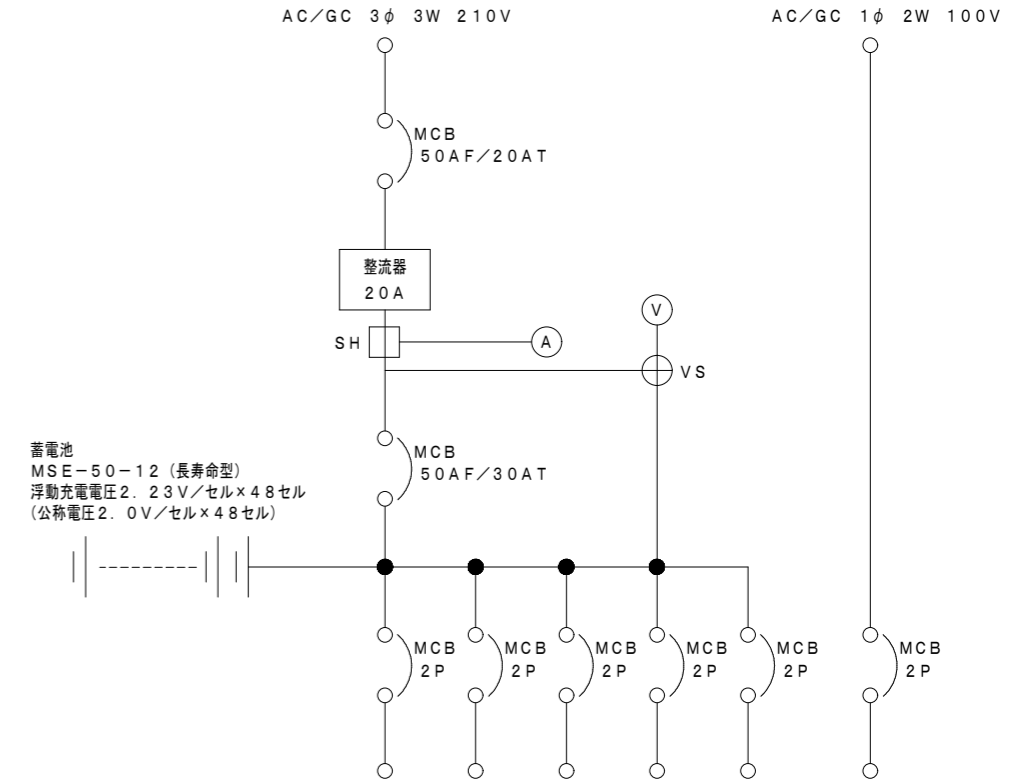 AC/GC 3φ 3W 210V
AC/GC 1φ 2W 100V
MCB
50AF/20AT
整流器
20A
V
SH
A
VS
MCB
50AF/30AT
蓄電池
MSE-50-12(長寿命型)
浮動充電電圧2.23V/セル×48セル
(公称電圧2.0V/セル×48セル)
MCB
2P
MCB
2P
MCB
2P
MCB
2P
MCB
2P
MCB
2P